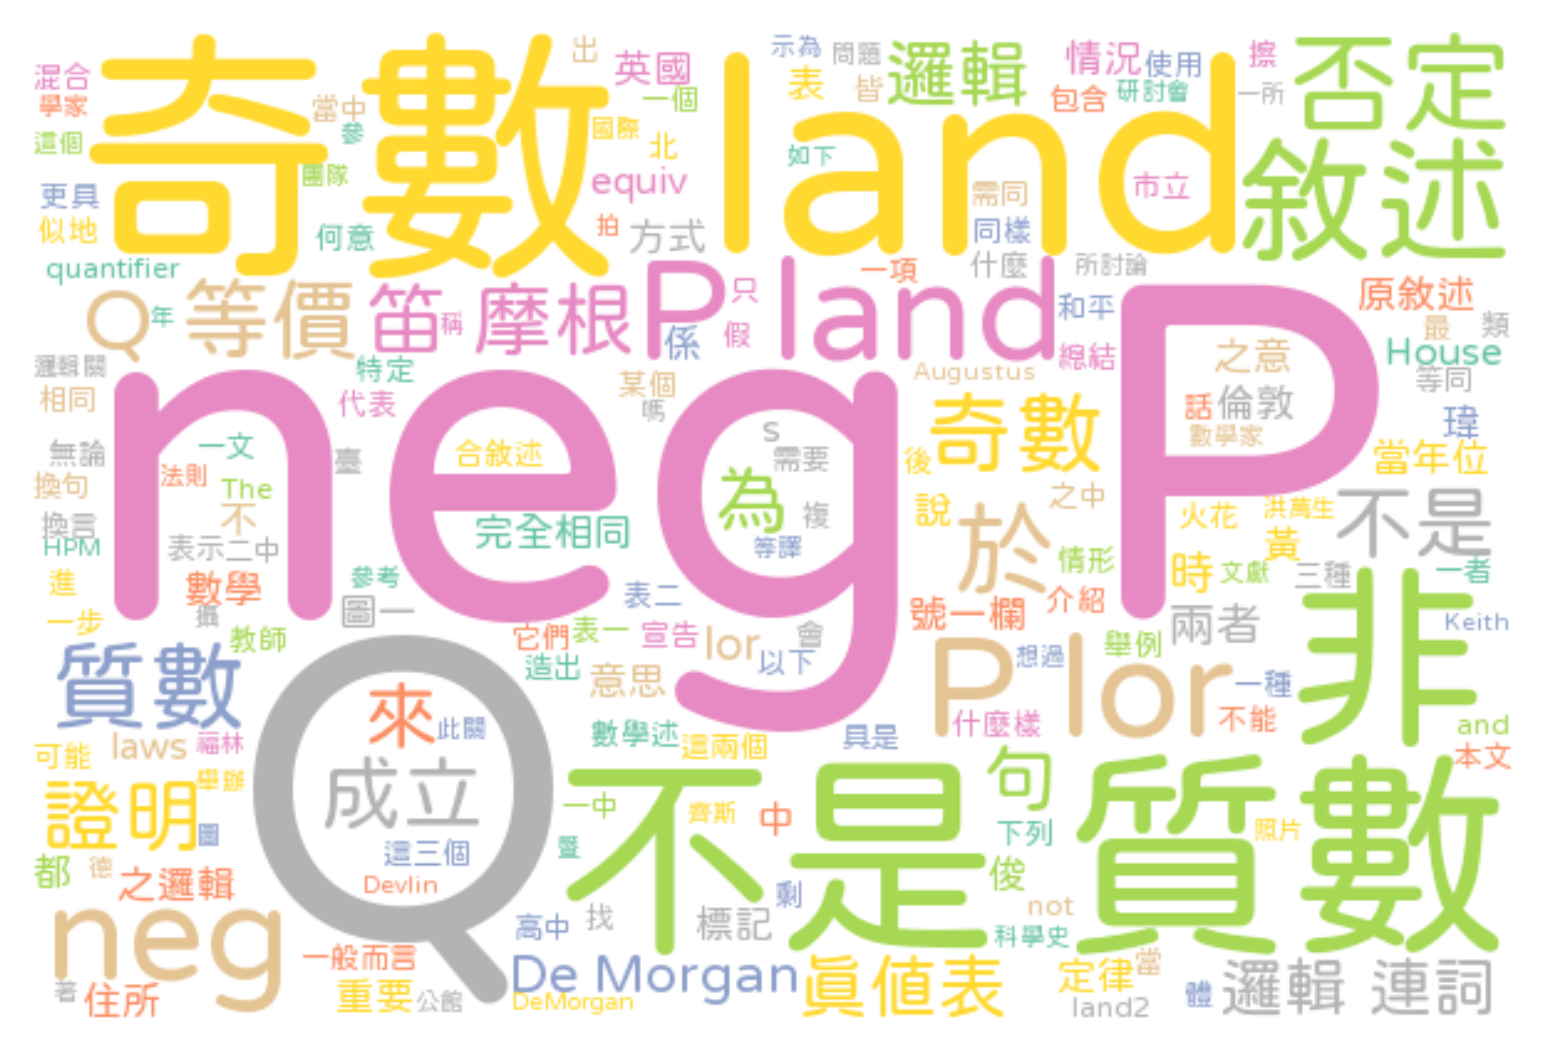 奇數 land
否定
敘述
邏輯
混合
學家
這個
更具
似地
quantifier
當中
參
團隊
何意
出
英國
一個
國際
北
equiv
拍
方式
示為
問題
表
皆
如下
情況
使用
包含
研討會
擦
一所
市立
需同
同樣
什麼
所討論
一項
Q
年
等價
笛
稱
摩根
P land
只
假
係
和平
總結
原敘述
最
類
House
之意
等同
neg P
邏輯關
相同
特定
代表
某個
嗎
Augustus
奇數
話
倫敦
數學家
瑋
當年位
無論
一文
臺
合敘述
s
需要
後
換句
法則
The
為
複
說
之中
於
火花
洪萬生
不是
換言
HPM
不
表示二中
完全相同
等譯
情形
時
文獻
黃
三種
一者
進
數學
參考
攝
圖一
表二
號一欄
介紹
兩者
非
一步
教師
它們
表一
宣告
lor
會
以下
造出
意思
P lor
想過
舉例
Keith
一種
不能
質數
來
此關
數學述
這兩個
具是
什麼樣
and
本文
可能
laws
福林
舉辦
Q
成立
這三個
Devlin
證明
圖
一中
齊斯
中
句
下列
照片
不是 質數
都
德
之邏輯
暨
剩
俊
not
科學史
neg
高中
找
標記
一般而言
De Morgan
真值表
定律
當
land2
體
邏輯 連詞
著
住所
重要
公館
DeMorgan